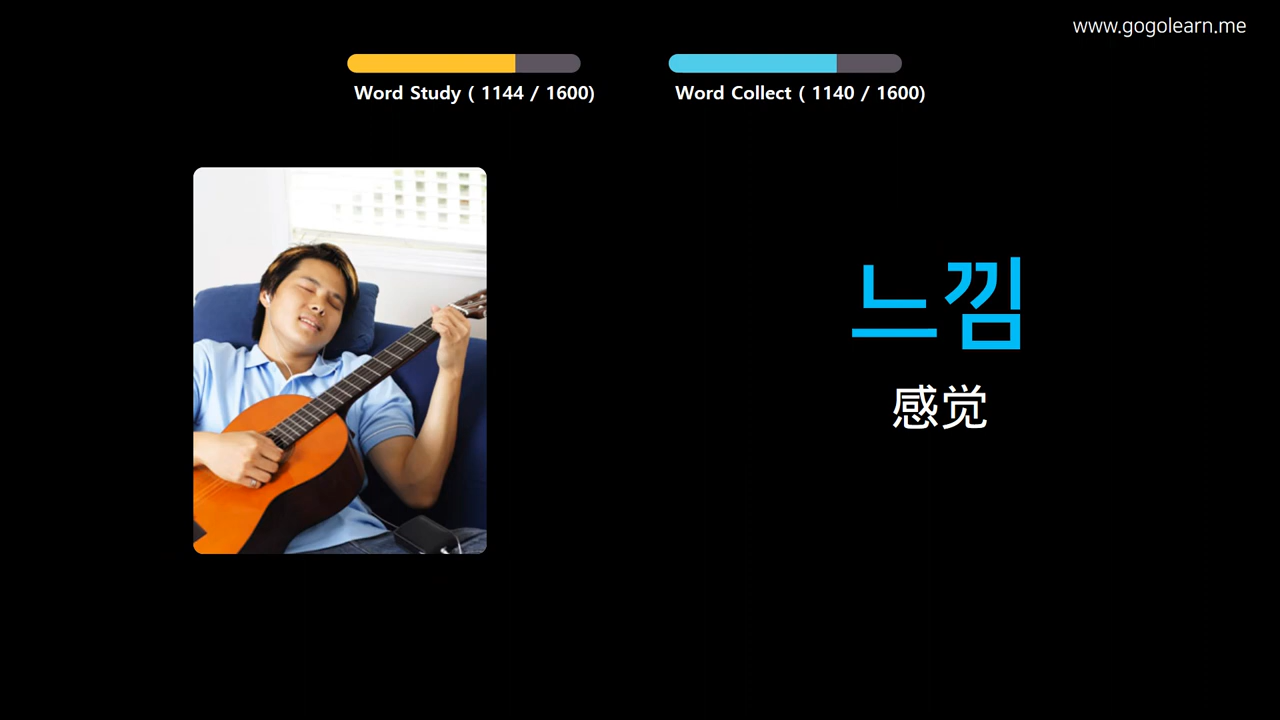 www.gogolearn.me
Word Study ( 1144 / 1600)
Word Collect ( 1140 / 1600)
느낌
感觉